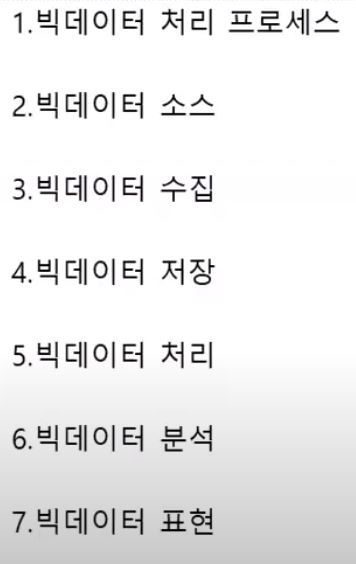 1.빅데이터 처리 프로세스
2.빅데이터 소스
3.빅데이터 수집
4.빅데이터 저장
5.빅데이터 처리
6.빅데이터 분석
7.빅데이터 표현